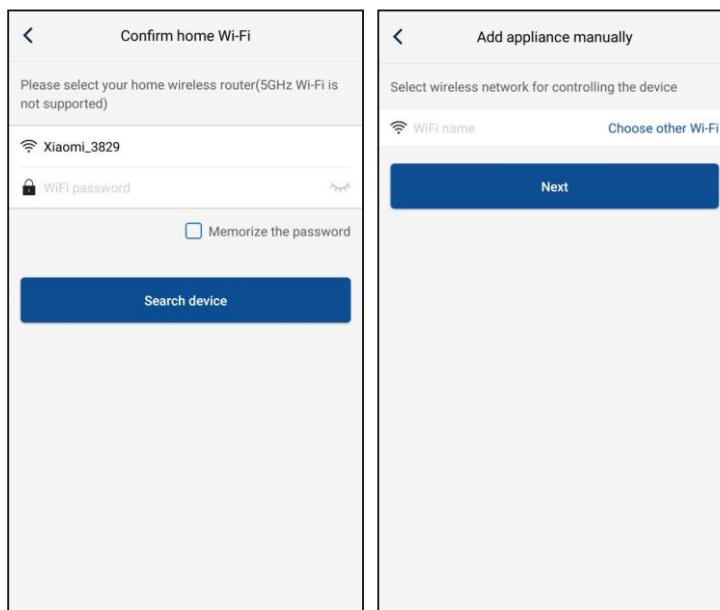 Confirm home Wi-Fi
Please select your home wireless router(5GHz Wi-Fi is
not supported)
Xiaomi_3829
WiFi password
Memorize the password
Search device
Add appliance manually
Select wireless network for controlling the device
WiFi name
Choose other Wi-Fi
Next